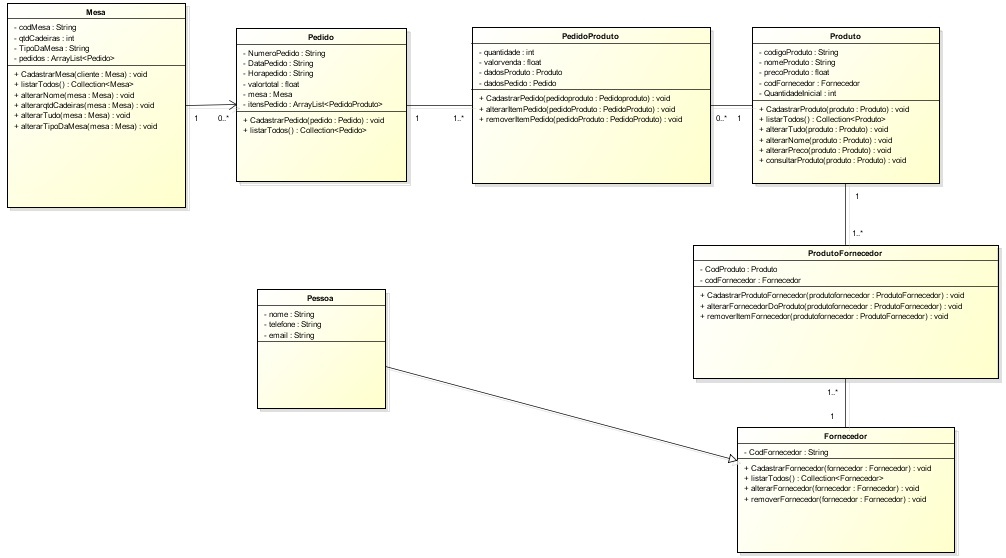 Mesa
- codMesa : String
- qtdCadeiras : int
- TipoDaMesa : String
- pedidos : ArrayList<Pedido>
+ CadastrarMesa(cliente : Mesa) : void
+ listarTodos() : Collection<Mesa>
+ alterarNome(mesa : Mesa) : void
+ alterarqtdCadeiras(mesa : Mesa) : void
+ alterarTudo(mesa : Mesa) : void
+ alterarTipoDaMesa(mesa : Mesa) : void
1
0..*
Pedido
- NumeroPedido : String
- DataPedido : String
- Horapedido : String
- valortotal : float
- mesa : Mesa
- itensPedido : ArrayList<PedidoProduto>
+ CadastrarPedido(pedido : Pedido) : void
+ listarTodos() : Collection<Pedido>
1
1..*
PedidoProduto
- quantidade : int
- valorvenda : float
- dadosProduto : Produto
- dadosPedido : Pedido
+ CadastrarPedido(pedidoproduto : Pedidoproduto) : void
+ alterarItemPedido(pedidoProduto : PedidoProduto) : void
+ removerItemPedido(pedidoProduto : PedidoProduto) : void
0..*
1
Produto
- codigoProduto : String
- nomeProduto : String
- precoProduto : float
- codFornecedor : Fornecedor
- QuantidadeInicial : int
+ CadastrarProduto(produto : Produto) : void
+ listarTodos() : Collection<Produto>
+ alterarTudo(produto : Produto) : void
+ alterarNome(produto : Produto) : void
+ alterarPreco(produto : Produto) : void
+ consultarProduto(produto : Produto) : void
1
1..*
ProdutoFornecedor
- CodProduto : Produto
- codFornecedor : Fornecedor
+ CadastrarProdutoFornecedor(produtofornecedor : ProdutoFornecedor) : void
+ alterarFornecedorDoProduto(produtofornecedor : ProdutoFornecedor) : void
+ removerItemFornecedor(produtofornecedor : ProdutoFornecedor) : void
1..*
1
Pessoa
- nome : String
- telefone : String
- email : String
Fornecedor
- CodFornecedor : String
+ CadastrarFornecedor(fornecedor : Fornecedor) : void
+ listarTodos() : Collection<Fornecedor>
+ alterarFornecedor(fornecedor : Fornecedor) : void
+ removerFornecedor(fornecedor : Fornecedor) : void